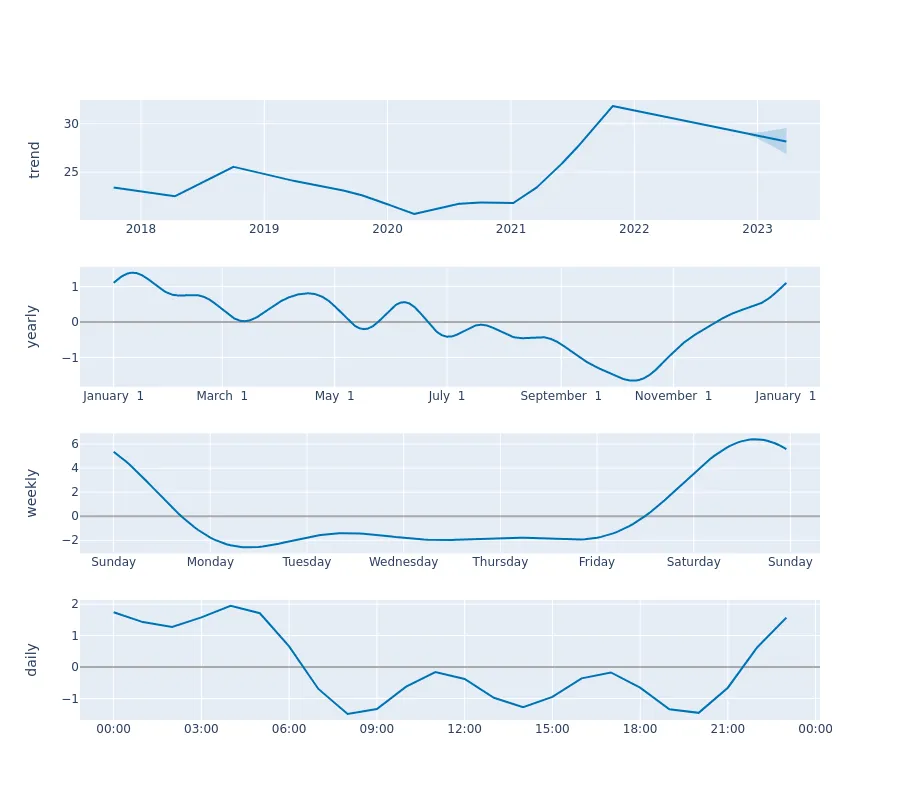 trend
30
25
2018 2019 2020 2021 2022 2023
yearly
1
0
−1
January 1 March 1 May 1 July 1 September 1 November 1 January 1
weekly
6
4
2
0
−2
Sunday Monday Tuesday Wednesday Thursday Friday Saturday Sunday
daily
2
1
0
−1
00:00 03:00 06:00 09:00 12:00 15:00 18:00 21:00 00:00